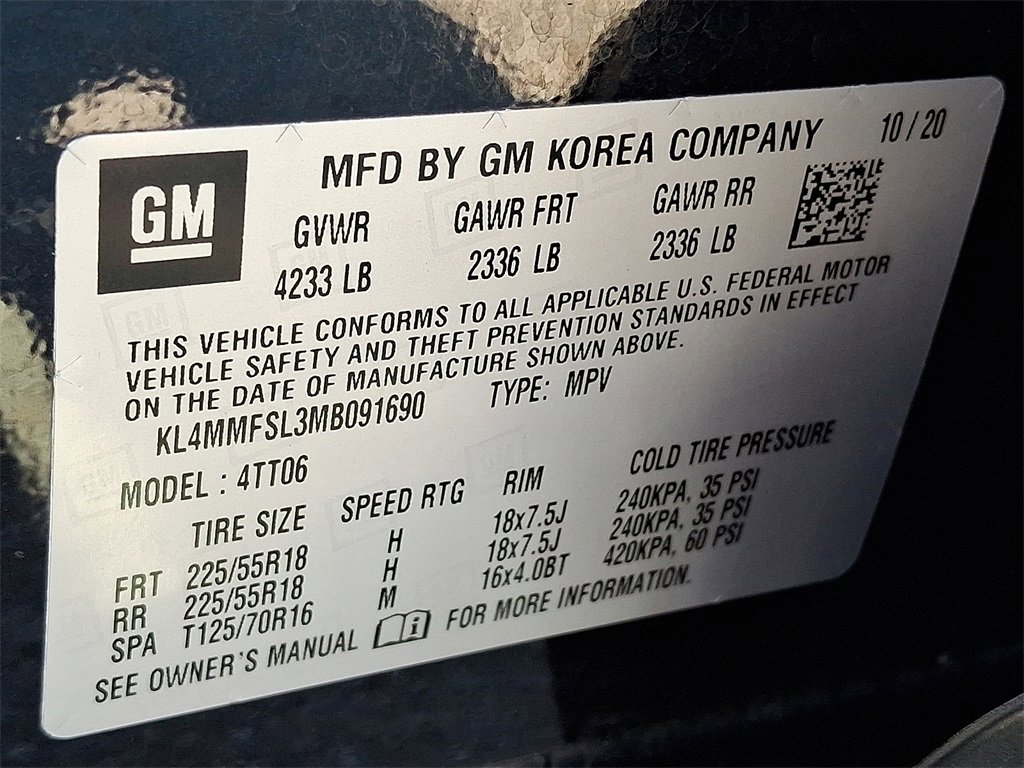 GM
MFD BY GM KOREA COMPANY 10 / 20
GVWR GAWR FRT GAWR RR
4233 LB 2336 LB 2336 LB
THIS VEHICLE CONFORMS TO ALL APPLICABLE U.S. FEDERAL MOTOR
VEHICLE SAFETY AND THEFT PREVENTION STANDARDS IN EFFECT
ON THE DATE OF MANUFACTURE SHOWN ABOVE.
KL4MMFSL3MB091690 TYPE: MPV
MODEL : 4TT06
TIRE SIZE SPEED RTG RIM COLD TIRE PRESSURE
FRT 225/55R18 H 18x7.5J 240KPA, 35 PSI
RR 225/55R18 H 18x7.5J 240KPA, 35 PSI
SPA T125/70R16 M 16x4.0BT 420KPA, 60 PSI
SEE OWNER'S MANUAL i FOR MORE INFORMATION.